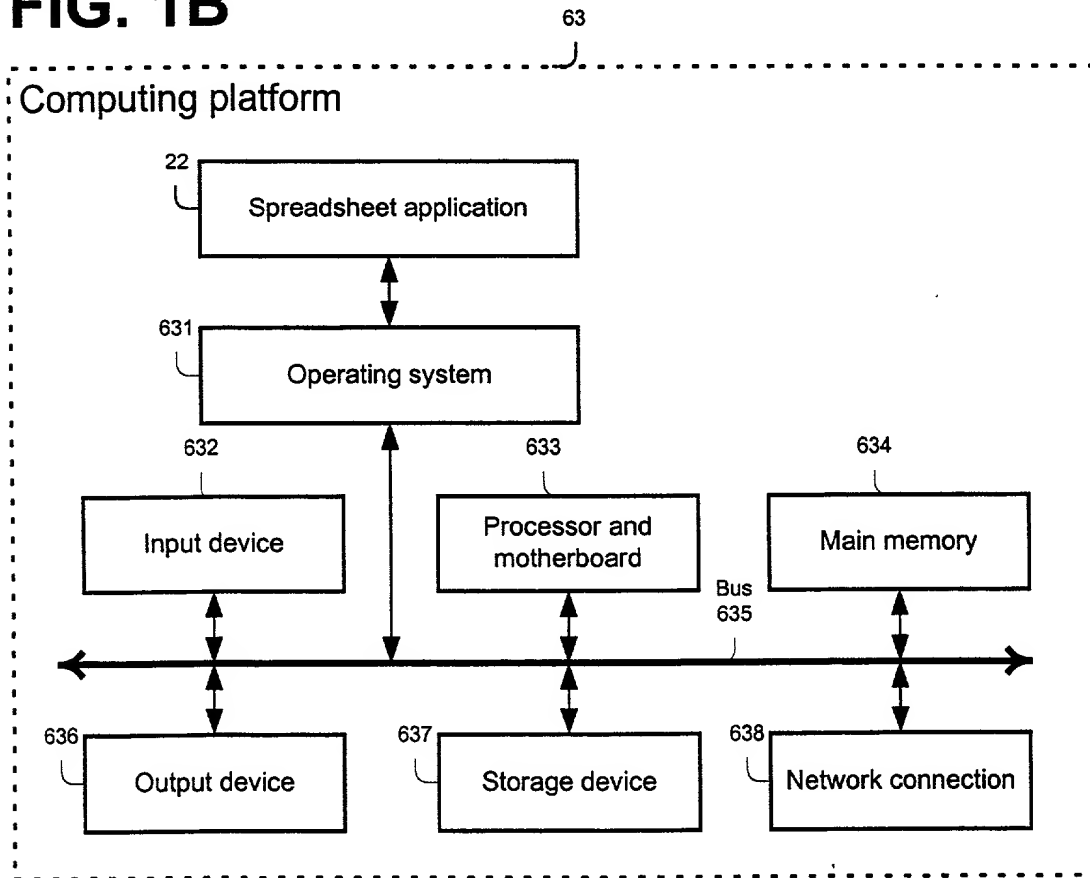 FIG. 1B
63
Computing platform
22
Spreadsheet application
631
Operating system
632
633
634
Input device
Processor and
motherboard
Main memory
Bus
635
636
637
638
Output device
Storage device
Network connection